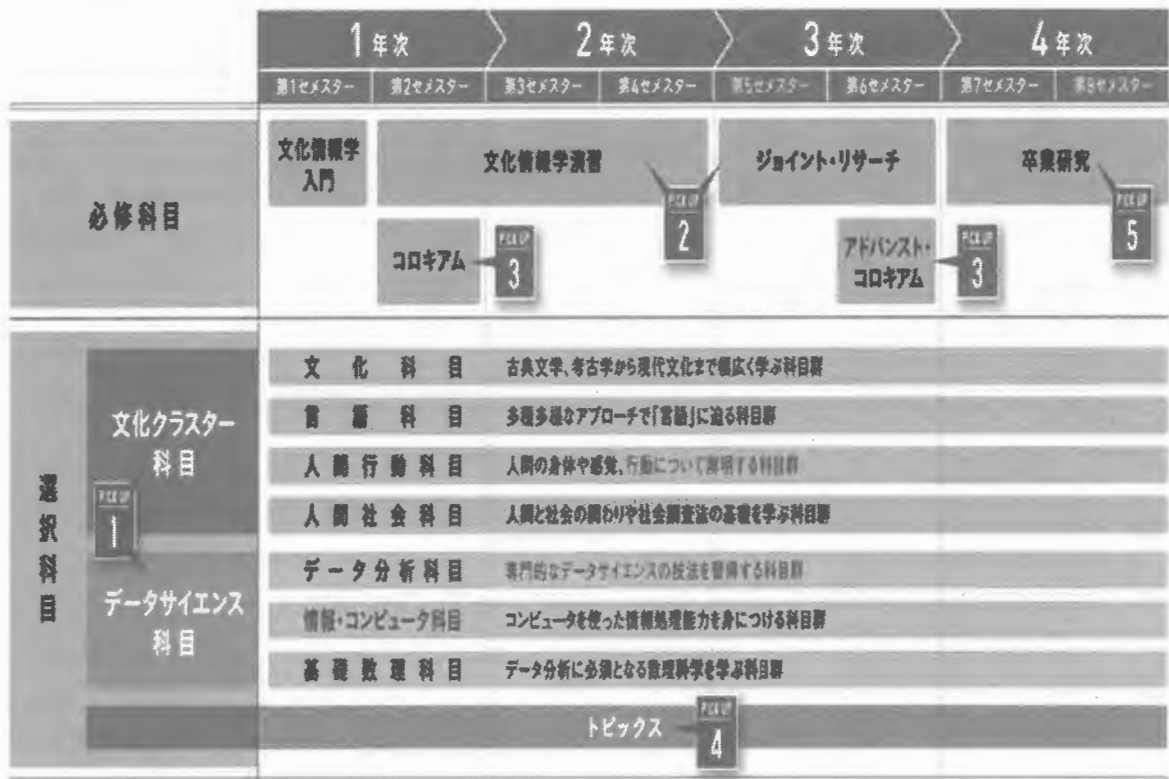 1年次 2年次 3年次 4年次
第1セメスター 第2セメスター 第3セメスター 第4セメスター 第5セメスター 第6セメスター 第7セメスター 第8セメスター
必修科目
文化情報学
入門
文化情報学演習
ジョイント・リサーチ
卒業研究
PICK UP
2
PICK UP
5
コロキアム
PICK UP
3
アドバンスト・
コロキアム
PICK UP
3
選択科目
文化クラスター
科目
PICK UP
1
データサイエンス
科目
文化科目 古典文学、考古学から現代文化まで幅広く学ぶ科目群
言語科目 多種多様なアプローチで「言語」に迫る科目群
人間行動科目 人間の身体や感覚、行動について解明する科目群
人間社会科目 人間と社会の関わりや社会調査法の基礎を学ぶ科目群
データ分析科目 専門的なデータサイエンスの技法を習得する科目群
情報・コンピュータ科目 コンピュータを使った情報処理能力を身につける科目群
基礎数理科目 データ分析に必須となる数理科学を学ぶ科目群
トピックス
PICK UP
4